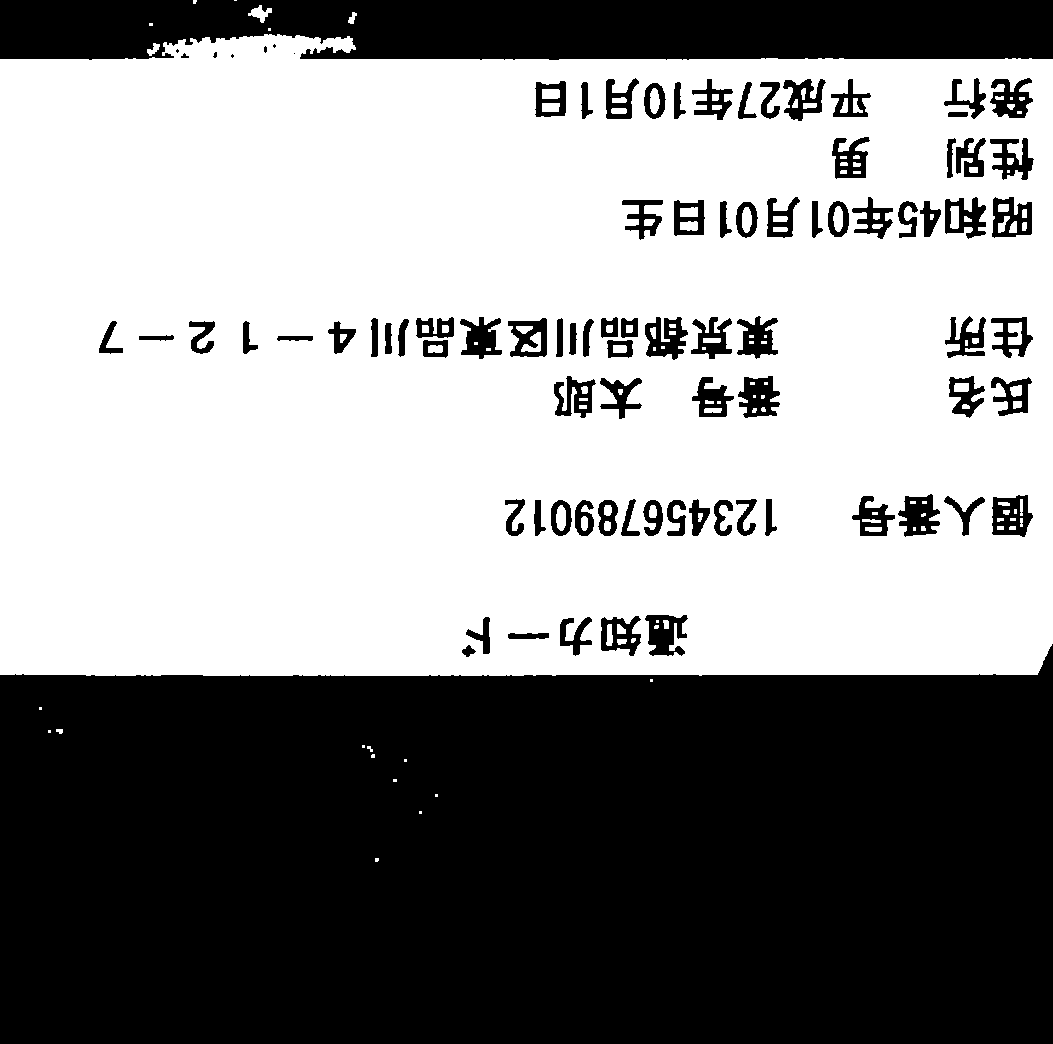 通知カード
個人番号 123456789012
氏名 番号 太郎
住所 東京都品川区東品川４－１２－７
昭和45年01月01日生
性別 男
発行 平成27年10月1日